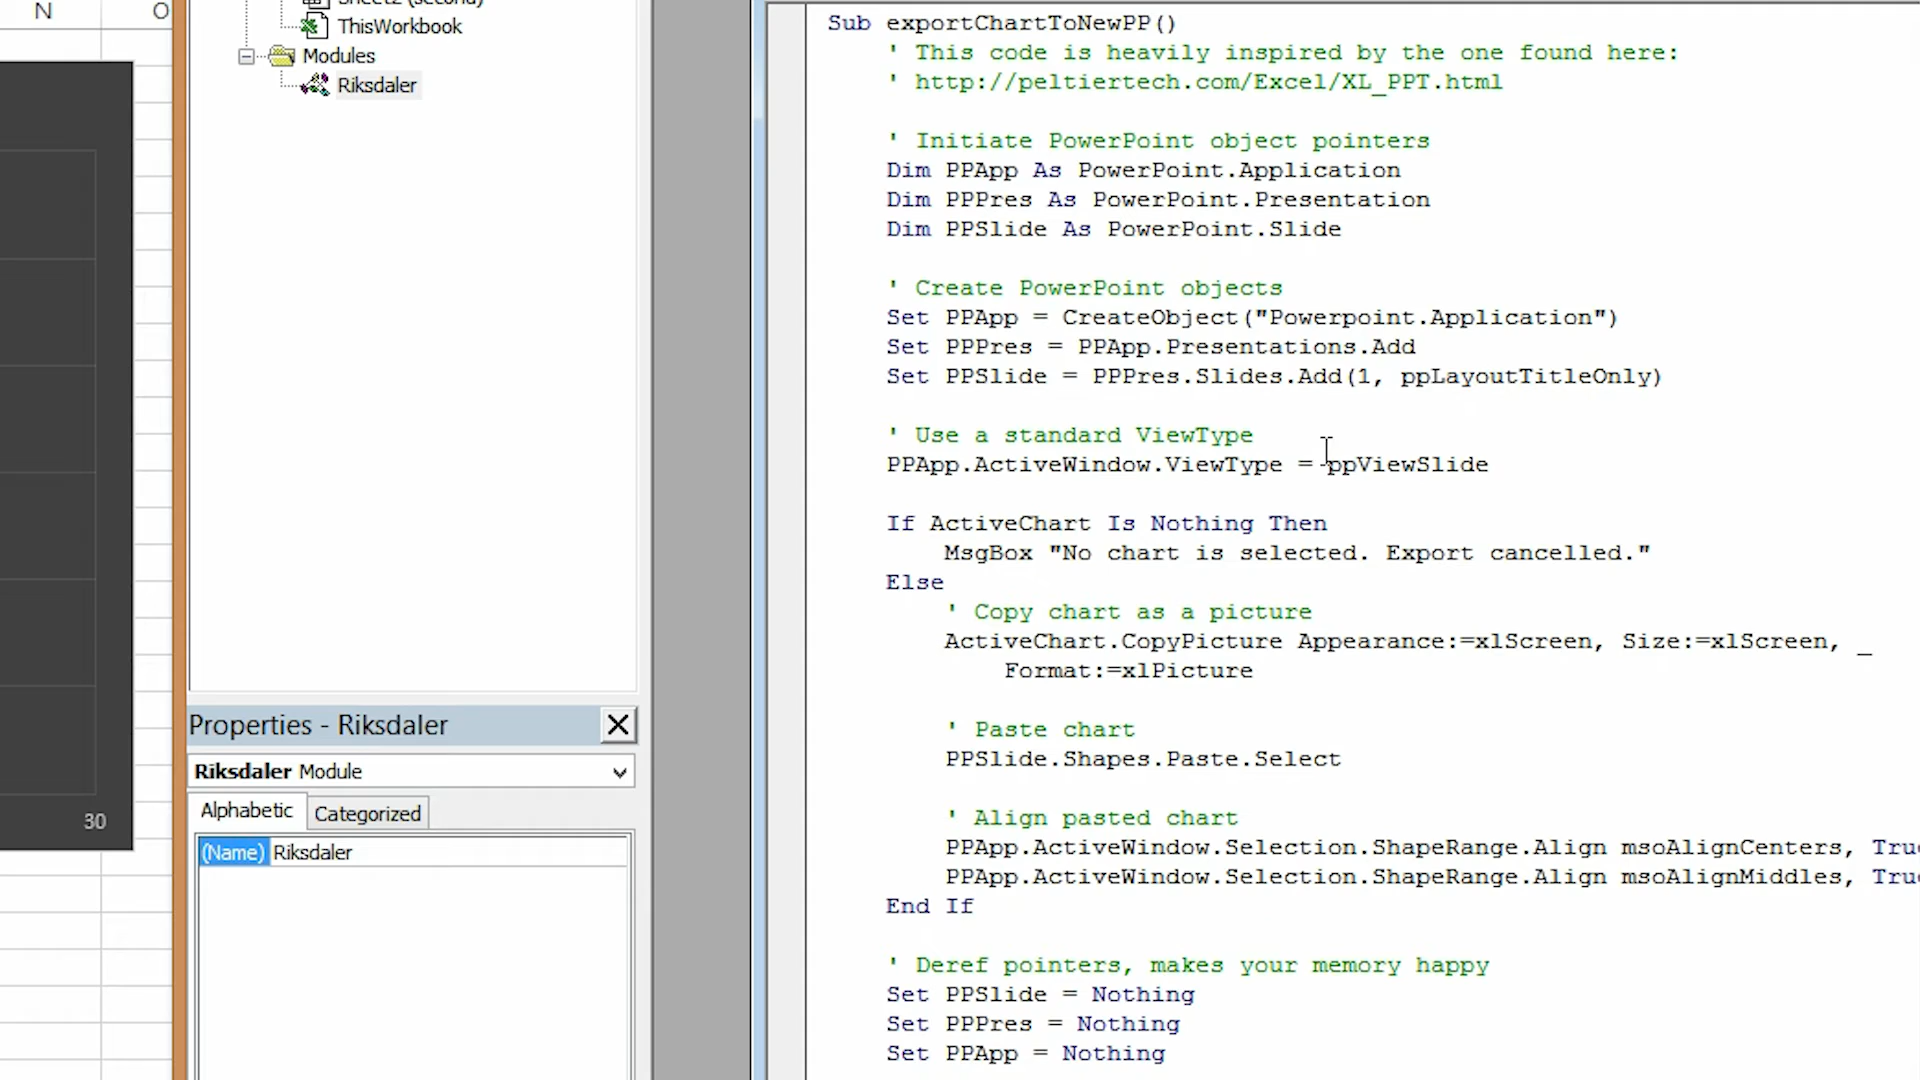 N
O
ThisWorkbook
Modules
Riksdaler
30
Properties - Riksdaler
Riksdaler Module
Alphabetic
Categorized
(Name) Riksdaler
Sub exportChartToNewPP()
' This code is heavily inspired by the one found here:
' http://peltiertech.com/Excel/XL_PPT.html
' Initiate PowerPoint object pointers
Dim PPApp As PowerPoint.Application
Dim PPPres As PowerPoint.Presentation
Dim PPSlide As PowerPoint.Slide
' Create PowerPoint objects
Set PPApp = CreateObject("Powerpoint.Application")
Set PPPres = PPApp.Presentations.Add
Set PPSlide = PPPres.Slides.Add(1, ppLayoutTitleOnly)
' Use a standard ViewType
PPApp.ActiveWindow.ViewType = ppViewSlide
If ActiveChart Is Nothing Then
MsgBox "No chart is selected. Export cancelled."
Else
' Copy chart as a picture
ActiveChart.CopyPicture Appearance:=xlScreen, Size:=xlScreen, _
Format:=xlPicture
' Paste chart
PPSlide.Shapes.Paste.Select
' Align pasted chart
PPApp.ActiveWindow.Selection.ShapeRange.Align msoAlignCenters, True
PPApp.ActiveWindow.Selection.ShapeRange.Align msoAlignMiddles, True
End If
' Deref pointers, makes your memory happy
Set PPSlide = Nothing
Set PPPres = Nothing
Set PPApp = Nothing